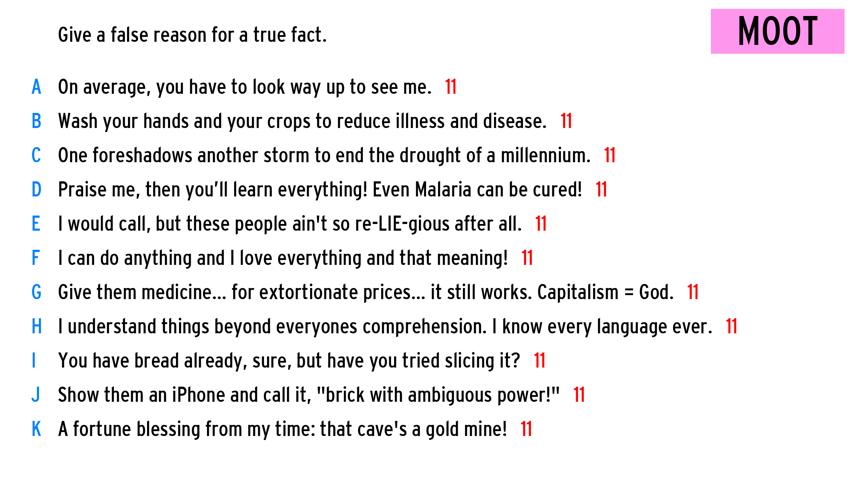 Give a false reason for a true fact.
MOOT
A On average, you have to look way up to see me. 11
B Wash your hands and your crops to reduce illness and disease. 11
C One foreshadows another storm to end the drought of a millennium. 11
D Praise me, then you’ll learn everything! Even Malaria can be cured! 11
E I would call, but these people ain't so re-LIE-gious after all. 11
F I can do anything and I love everything and that meaning! 11
G Give them medicine... for extortionate prices... it still works. Capitalism = God. 11
H I understand things beyond everyones comprehension. I know every language ever. 11
I You have bread already, sure, but have you tried slicing it? 11
J Show them an iPhone and call it, "brick with ambiguous power!" 11
K A fortune blessing from my time: that cave's a gold mine! 11